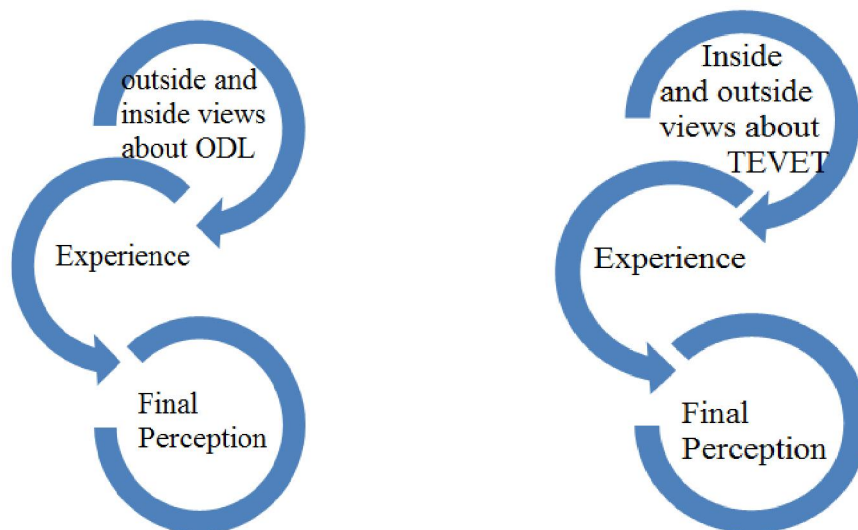 outside and
inside views
about ODL
Experience
Final
Perception
Inside
and outside
views about
TEVET
Experience
Final
Perception